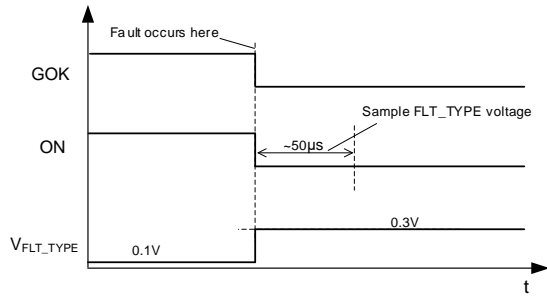 Fault occurs here
GOK
Sample FLT_TYPE voltage
ON
~50µs
0.3V
VFLT_TYPE
0.1V
t